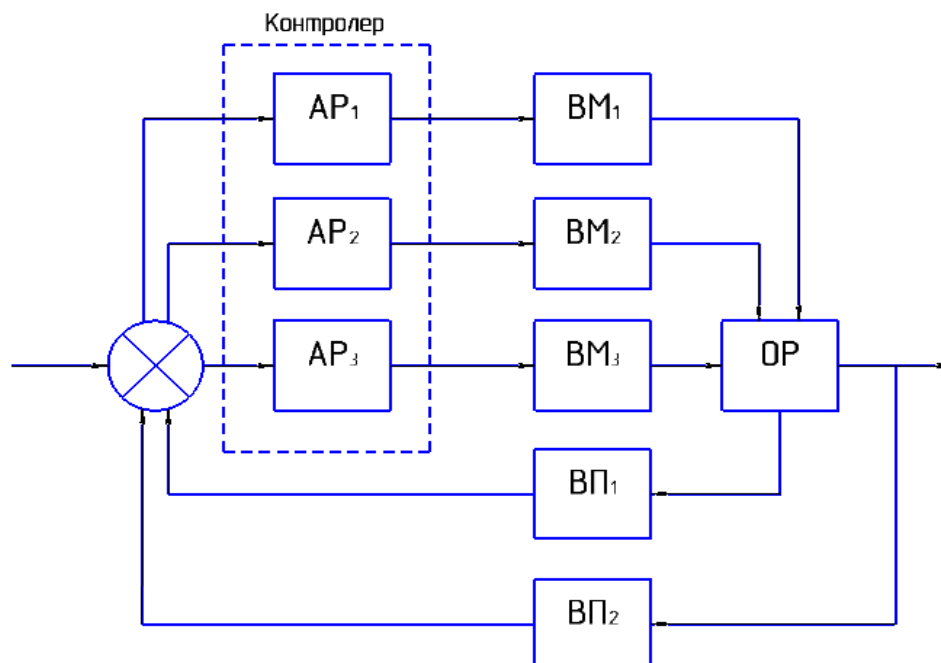 Контролер
АР₁
ВМ₁
АР₂
ВМ₂
АР₃
ВМ₃
ОР
ВП₁
ВП₂